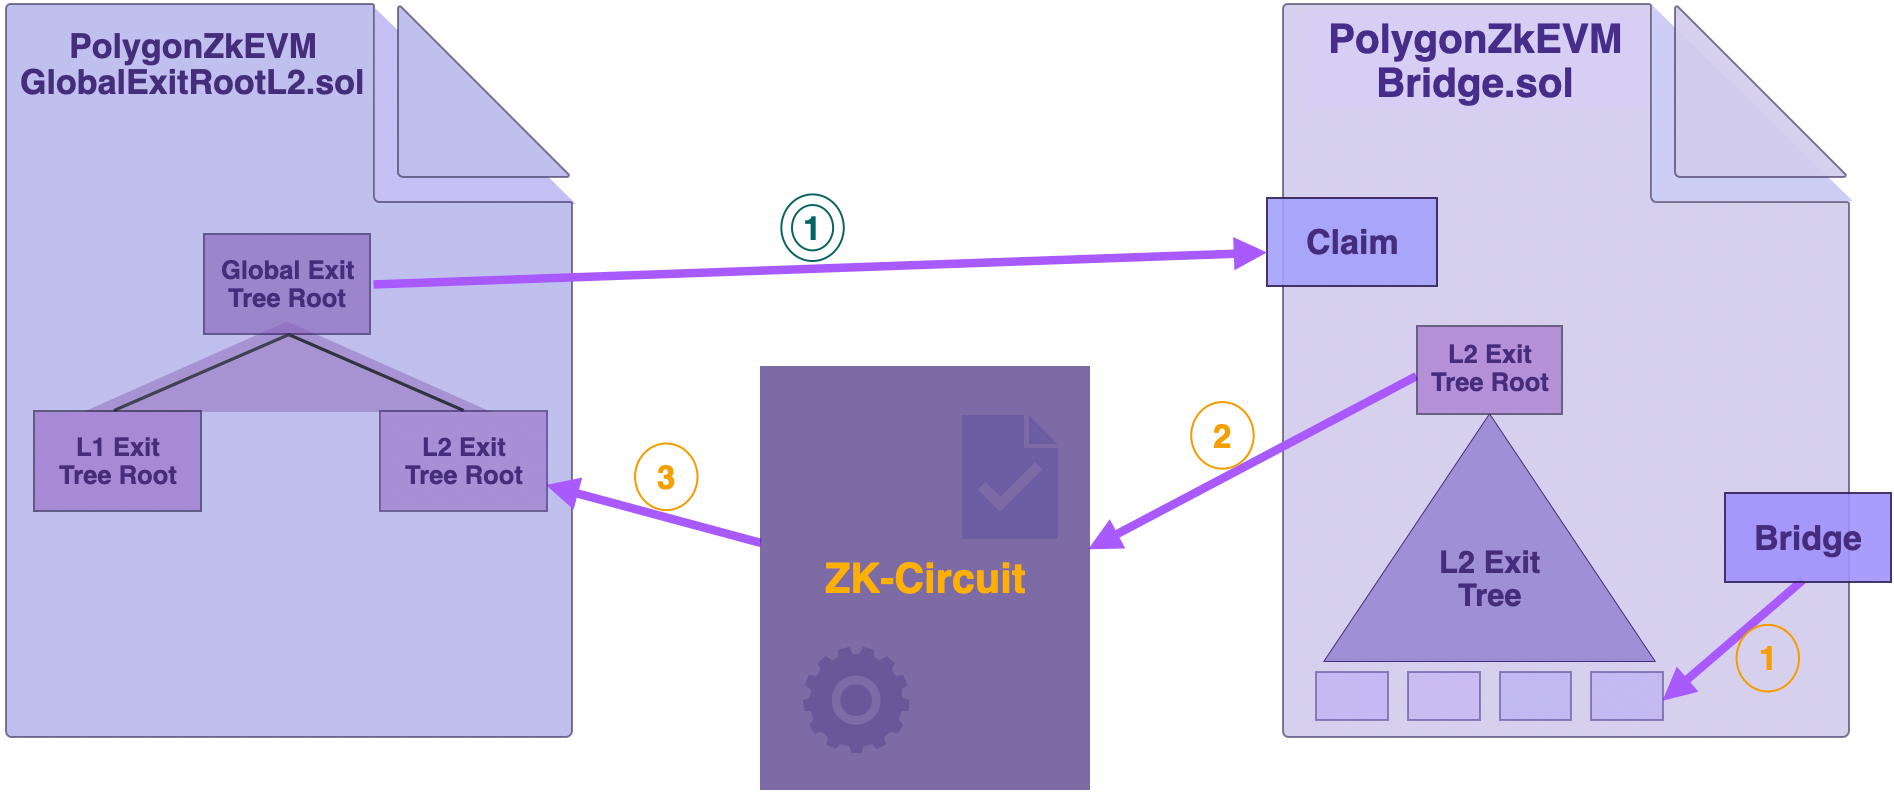 PolygonZkEVM
GlobalExitRootL2.sol
PolygonZkEVM
Bridge.sol
1
Claim
Global Exit
Tree Root
L1 Exit
Tree Root
L2 Exit
Tree Root
3
ZK-Circuit
2
L2 Exit
Tree Root
L2 Exit
Tree
Bridge
1